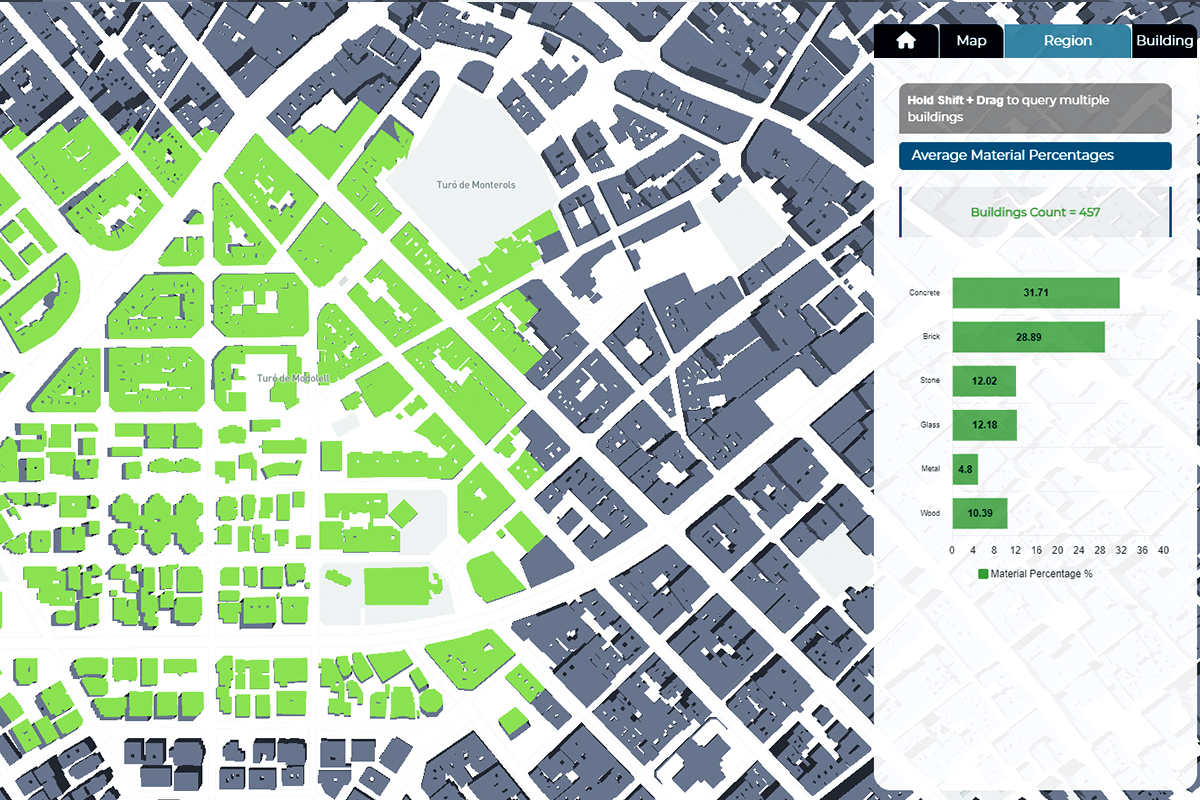 Map Region Building
Hold Shift + Drag to query multiple
buildings
Average Material Percentages
Turó de Monterols
Buildings Count = 457
Concrete 31.71
Brick 28.89
Turó de Modolell
Stone 12.02
Glass 12.18
Metal 4.8
Wood 10.39
0 4 8 12 16 20 24 28 32 36 40
Material Percentage %